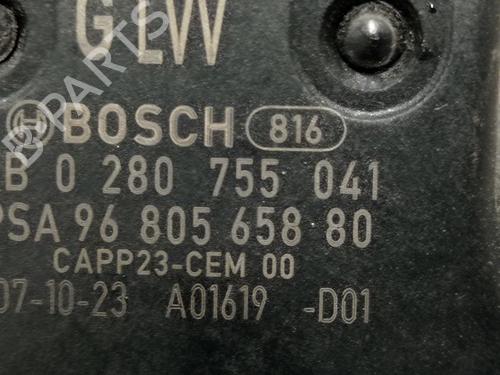 GLW
BOSCH 816
B 0 280 755 041
PSA 96 805 658 80
CAPP23-CEM 00
07-10-23 A01619 -D01
B-PARTS